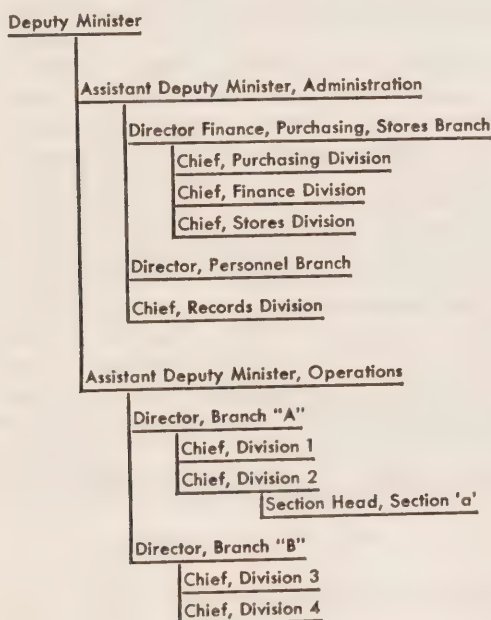 Deputy Minister
Assistant Deputy Minister, Administration
Director Finance, Purchasing, Stores Branch
Chief, Purchasing Division
Chief, Finance Division
Chief, Stores Division
Director, Personnel Branch
Chief, Records Division
Assistant Deputy Minister, Operations
Director, Branch "A"
Chief, Division 1
Chief, Division 2
Section Head, Section 'a'
Director, Branch "B"
Chief, Division 3
Chief, Division 4